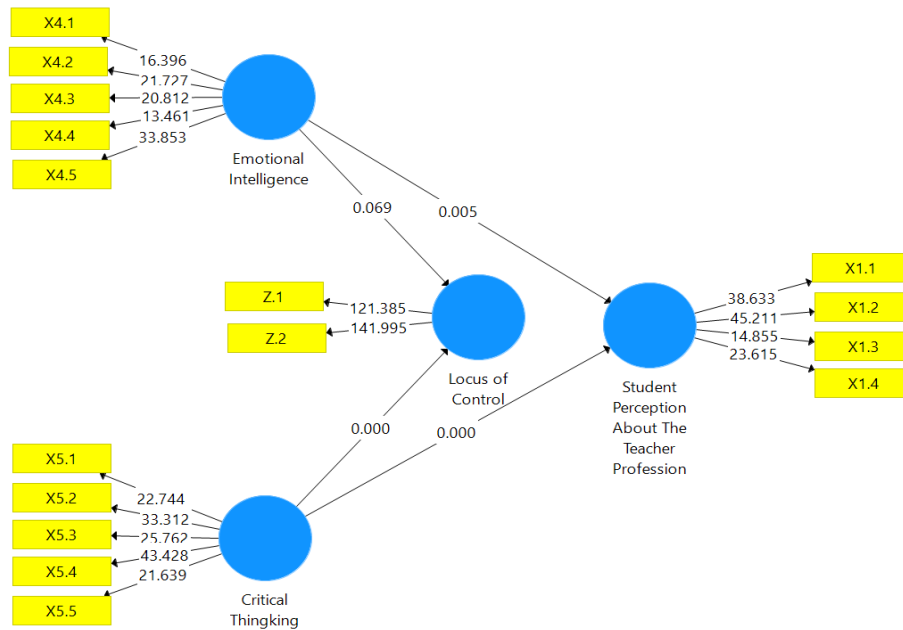 X4.1
X4.2
X4.3
X4.4
X4.5
16.396
21.727
20.812
13.461
33.853
Emotional
Intelligence
0.069
0.005
Z.1
Z.2
121.385
141.995
Locus of
Control
X1.1
X1.2
X1.3
X1.4
38.633
45.211
14.855
23.615
Student
Perception
About The
Teacher
Profession
0.000
0.000
X5.1
X5.2
X5.3
X5.4
X5.5
22.744
33.312
25.762
43.428
21.639
Critical
Thingking